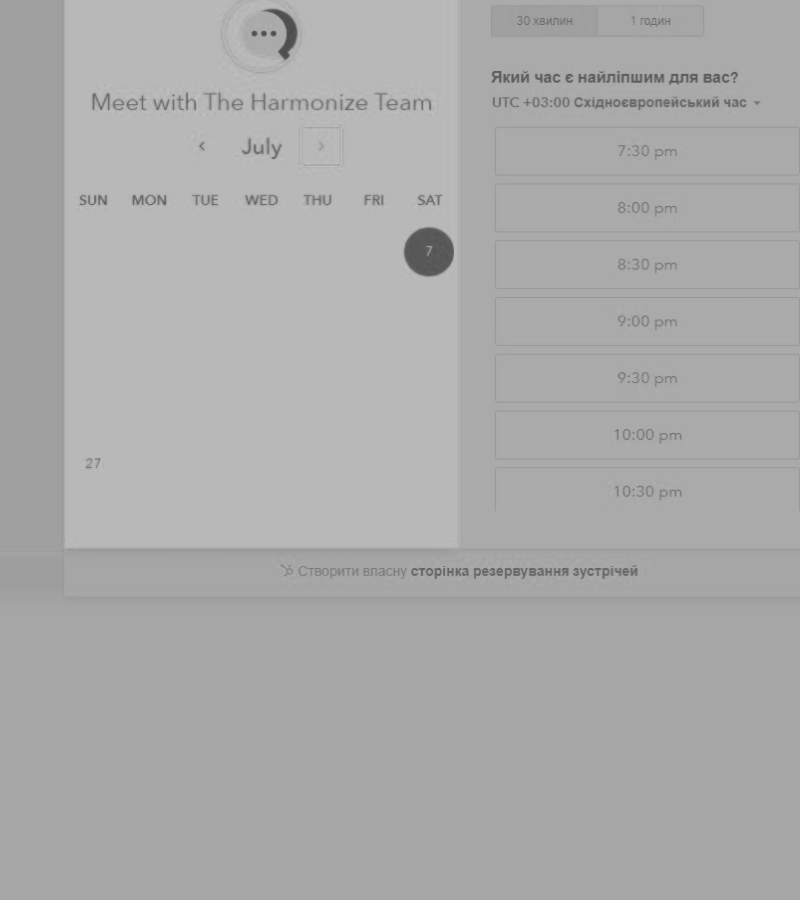 Meet with The Harmonize Team
July
SUN MON TUE WED THU FRI SAT
7
27
30 хвилин 1 годин
Який час є найліпшим для вас?
UTC +03:00 Східноєвропейський час
7:30 pm
8:00 pm
8:30 pm
9:00 pm
9:30 pm
10:00 pm
10:30 pm
Створити власну сторінка резервування зустрічей